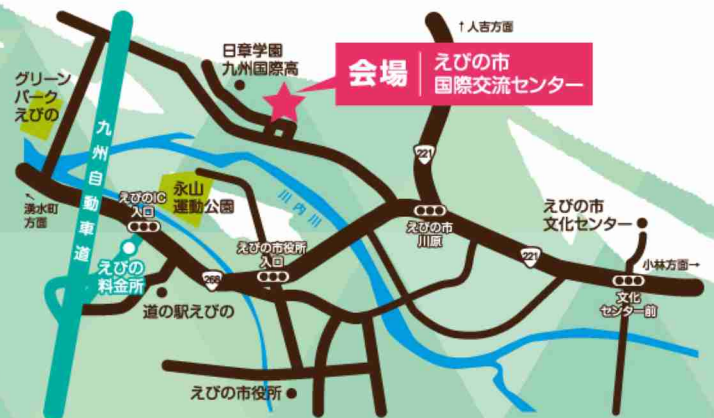 ↑人吉方面
日章学園
九州国際高
会場
えびの市
国際交流センター
グリーン
パーク
えびの
九州自動車道
221
←
湧水町
方面
えびのIC
入口
永山
運動公園
川内川
えびの市
川原
えびの市
文化センター
えびの市役所
入口
221
小林方面→
えびの
料金所
268
道の駅えびの
文化
センター前
えびの市役所